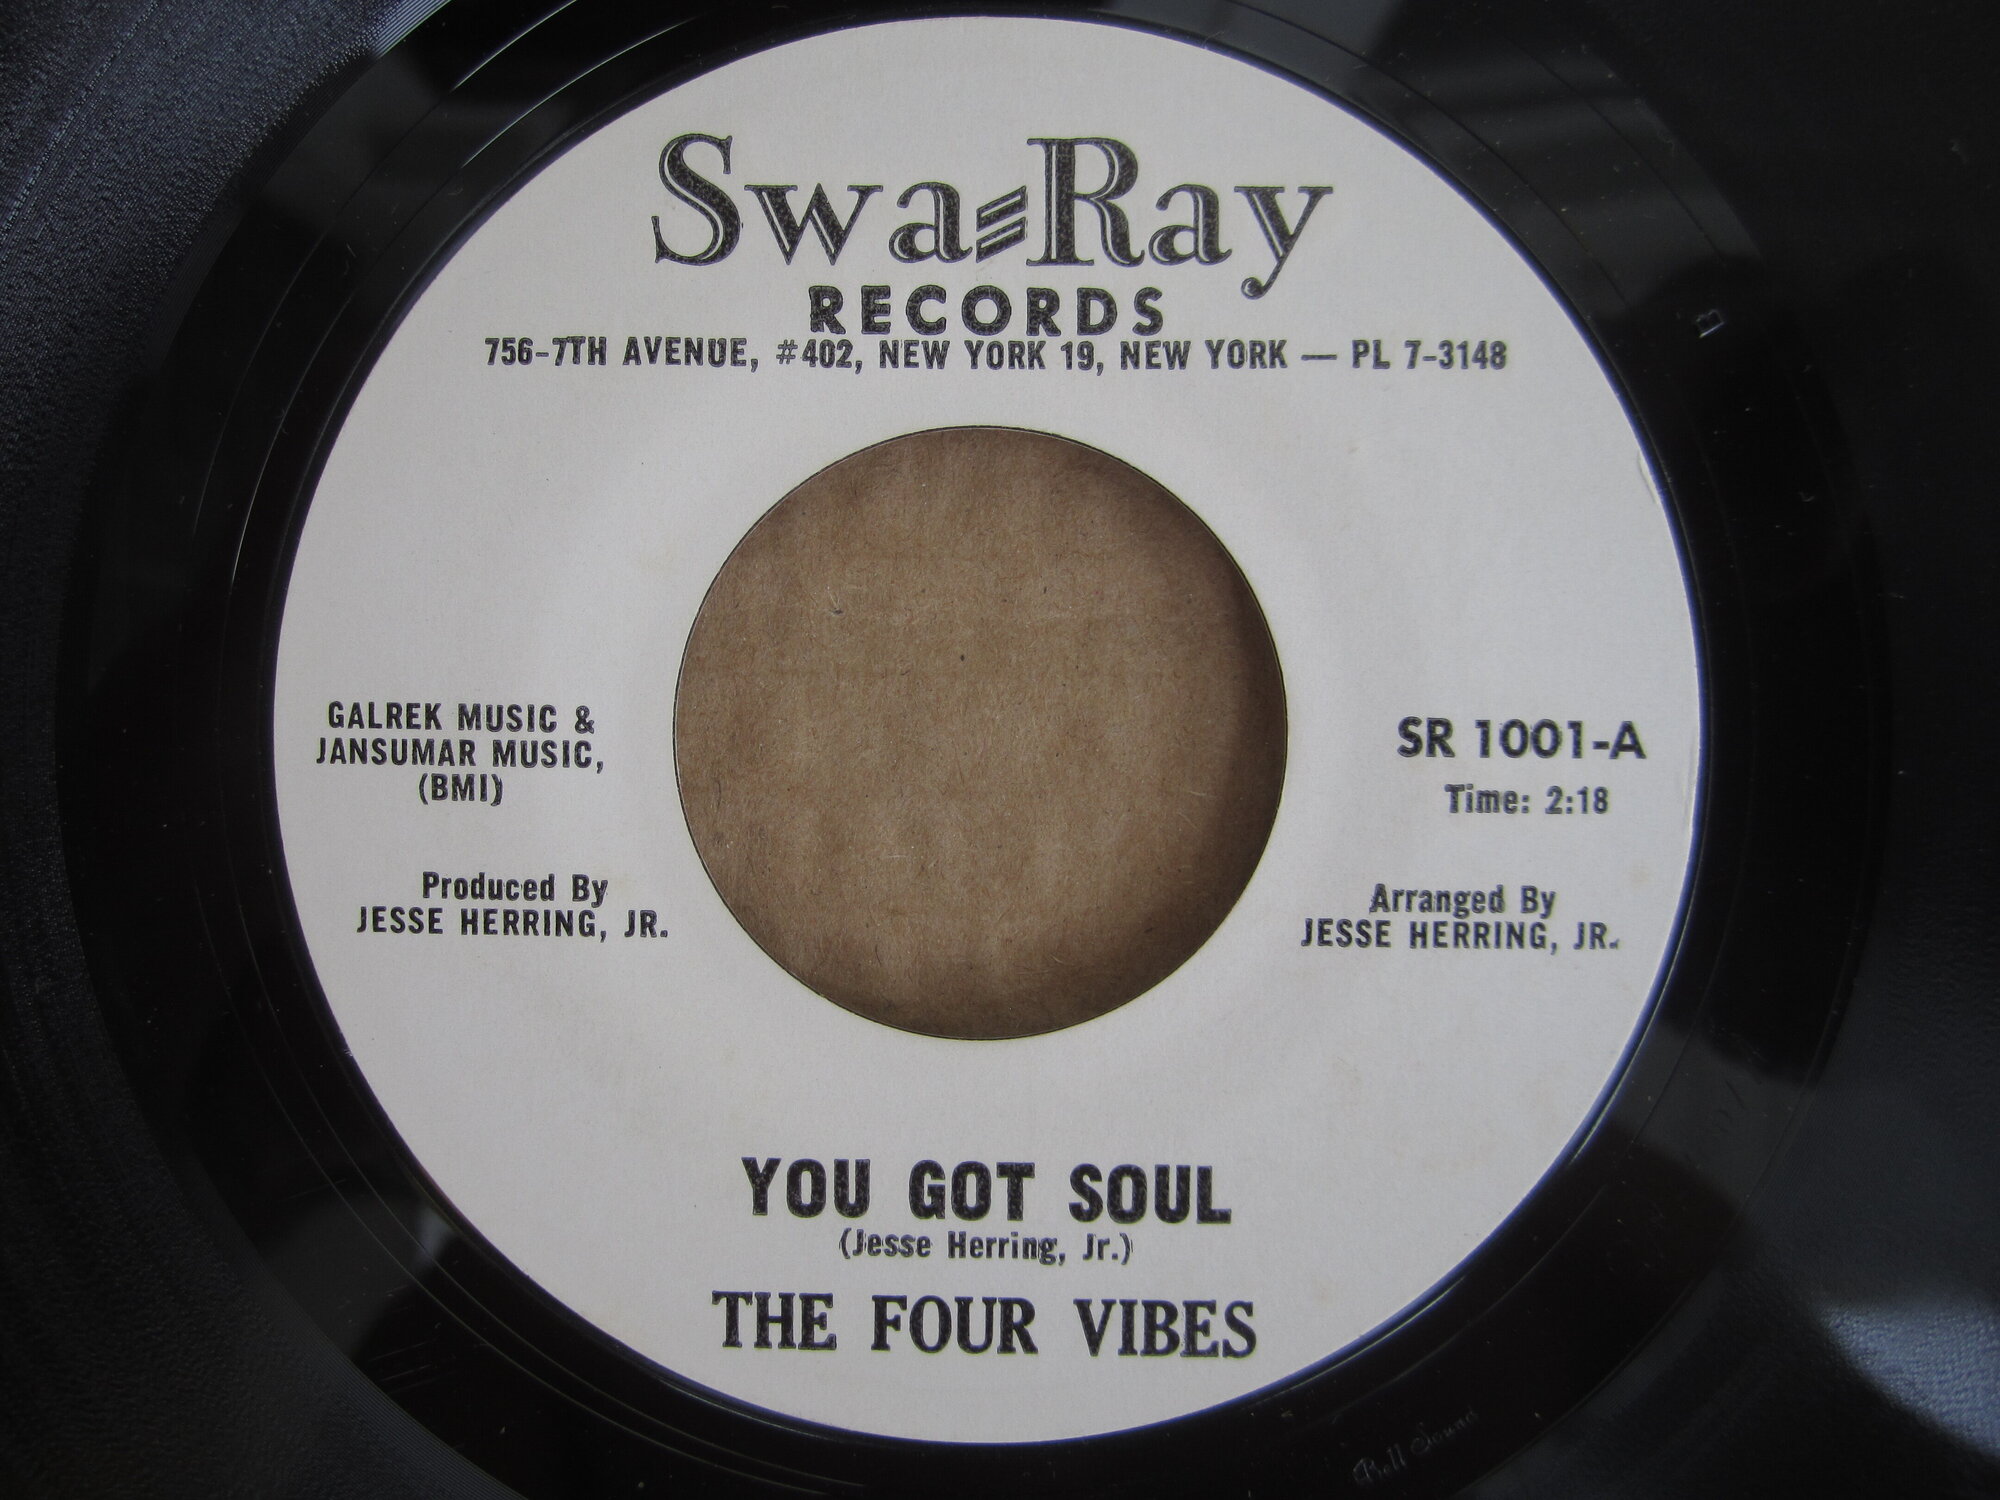 Swa=Ray
RECORDS
756-7TH AVENUE, #402, NEW YORK 19, NEW YORK — PL 7-3148
GALREK MUSIC &
JANSUMAR MUSIC,
(BMI)
Produced By
JESSE HERRING, JR.
SR 1001-A
Time: 2:18
Arranged By
JESSE HERRING, JR.
YOU GOT SOUL
(Jesse Herring, Jr.)
THE FOUR VIBES
Bell Sound
B